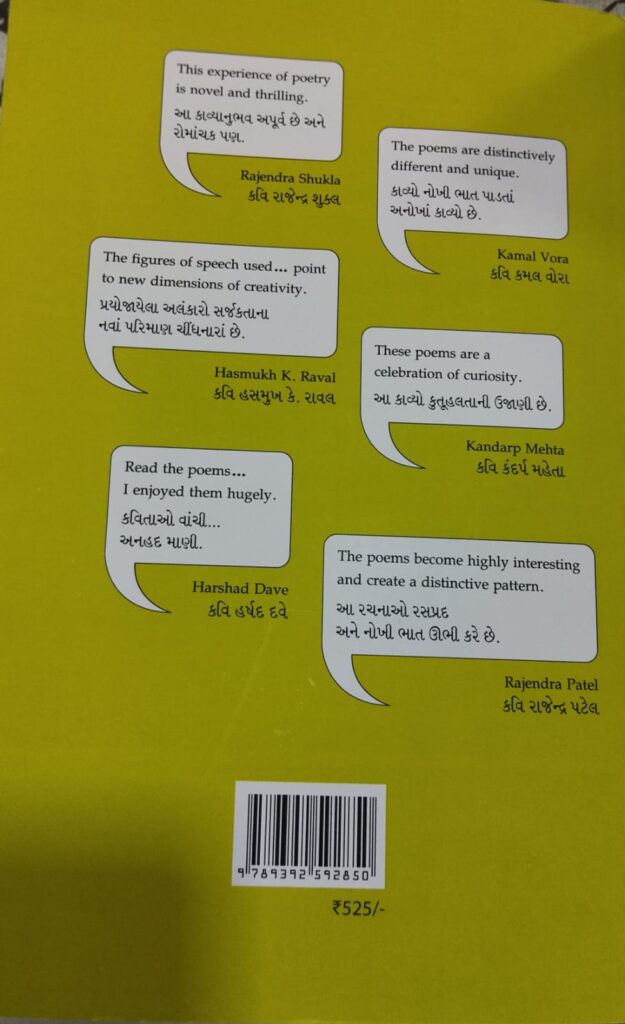 This experience of poetry
is novel and thrilling.
આ કાવ્યાનુભવ અપૂર્વ છે અને
રોમાંચક પણ.
Rajendra Shukla
કવિ રાજેન્દ્ર શુક્લ
The poems are distinctively
different and unique.
કાવ્યો નોખી ભાત પાડતાં
અનોખાં કાવ્યો છે.
Kamal Vora
કવિ કમલ વોરા
The figures of speech used... point
to new dimensions of creativity.
પ્રયોજાયેલા અલંકારો સર્જકતાના
નવાં પરિમાણ ચીંધનારાં છે.
Hasmukh K. Raval
કવિ હસમુખ કે. રાવલ
These poems are a
celebration of curiosity.
આ કાવ્યો કુતૂહલતાની ઉજાણી છે.
Kandarp Mehta
કવિ કંદર્પ મહેતા
Read the poems...
I enjoyed them hugely.
કવિતાઓ વાંચી...
અનહદ માણી.
Harshad Dave
કવિ હર્ષદ દવે
The poems become highly interesting
and create a distinctive pattern.
આ રચનાઓ રસપ્રદ
અને નોખી ભાત ઊભી કરે છે.
Rajendra Patel
કવિ રાજેન્દ્ર પટેલ
9 789392 592850
₹525/-